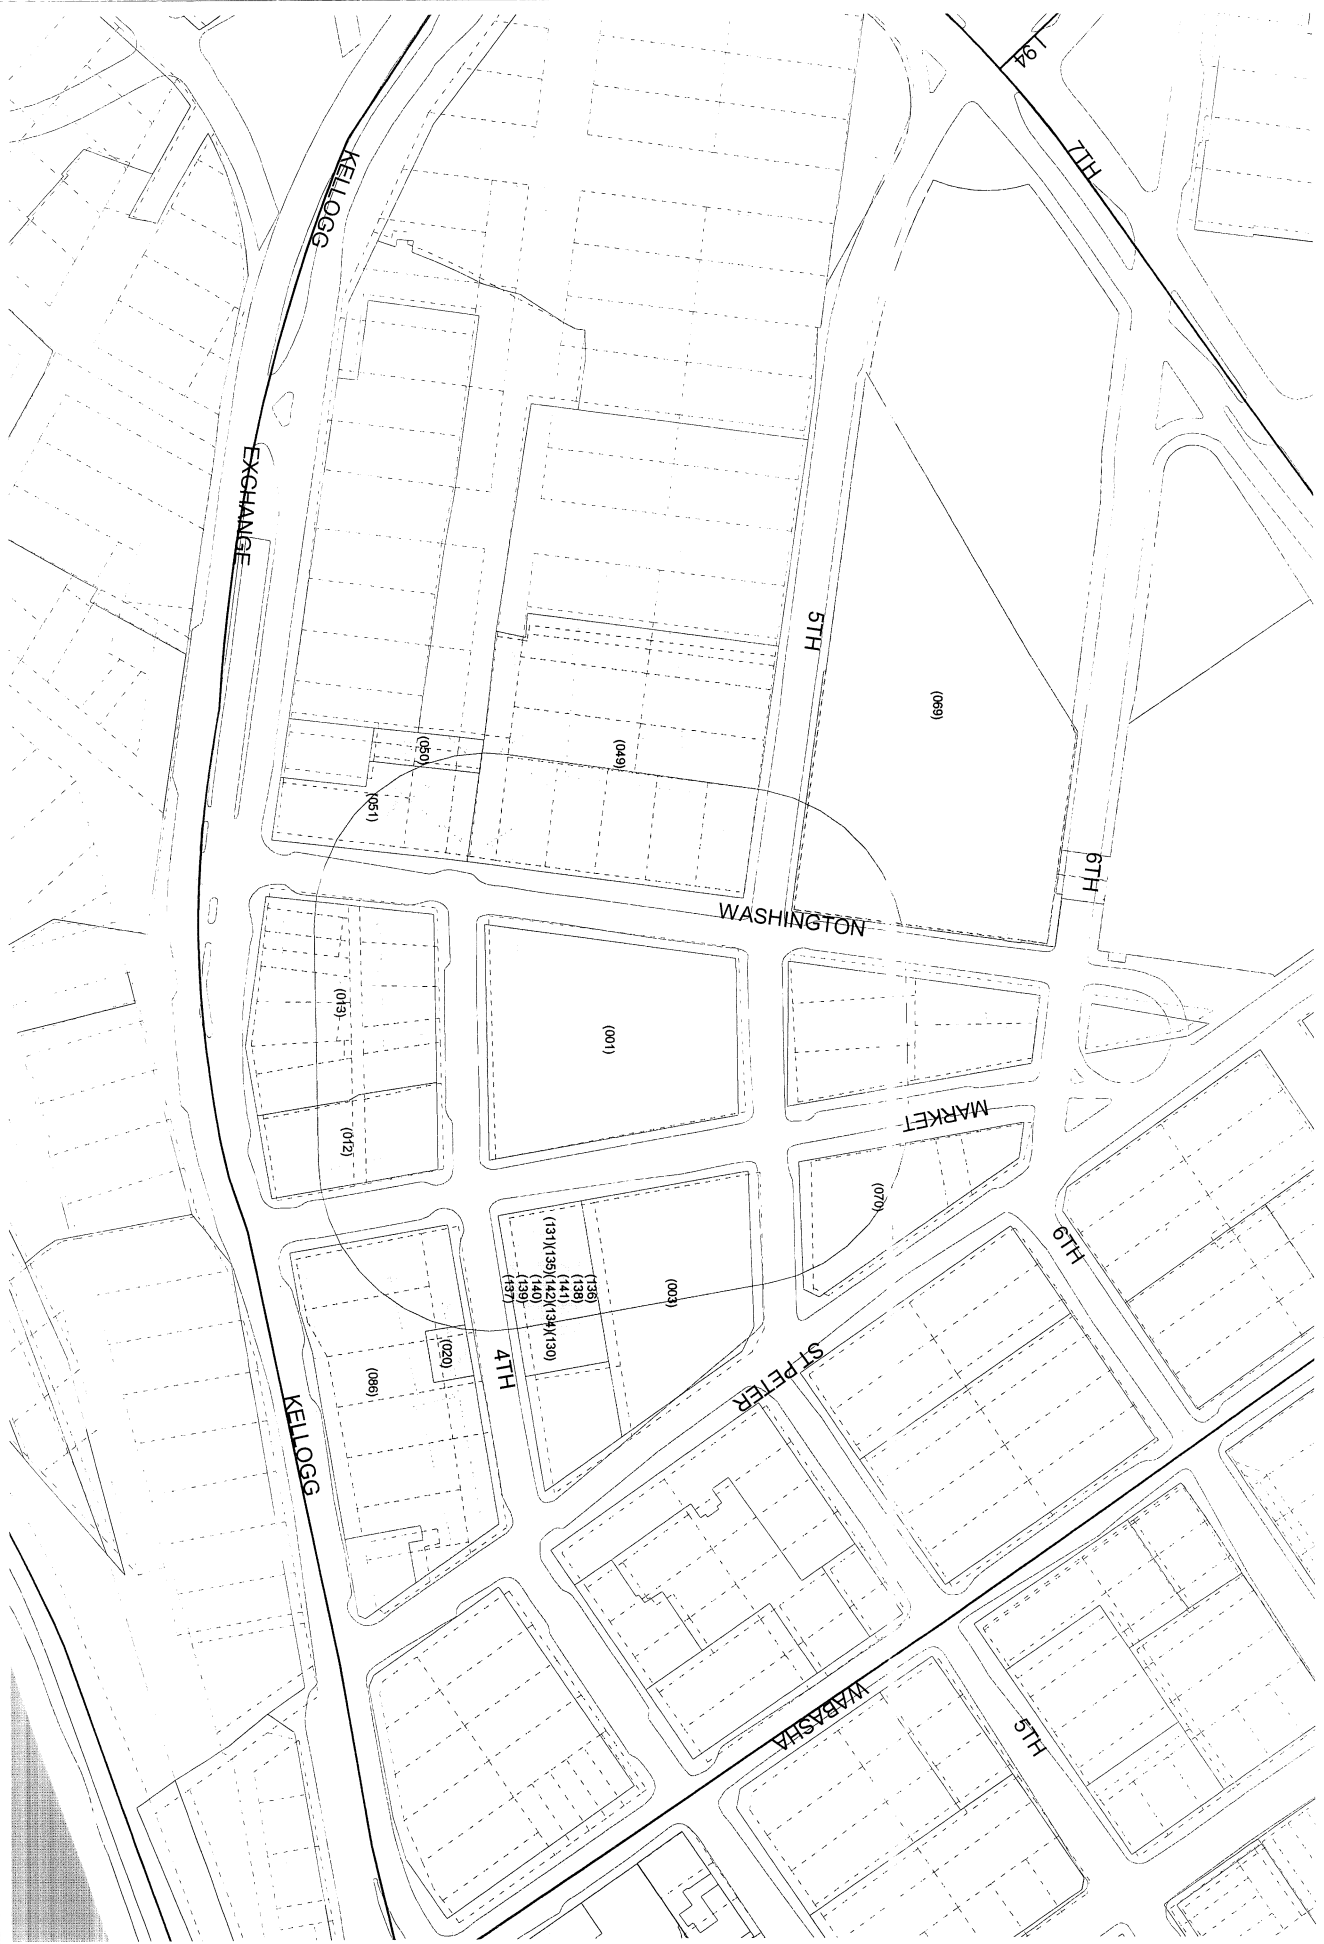 I 94
7TH
KELLOGG
EXCHANGE
5TH
(069)
(050)
(049)
(051)
6TH
WASHINGTON
(013)
(001)
MARKET
(012)
(070)
6TH
(131)(135)(142)(134)(130)
(136)
(138)
(141)
(140)
(139)
(137)
(003)
(020)
4TH
(086)
ST PETER
KELLOGG
WABASHA
5TH